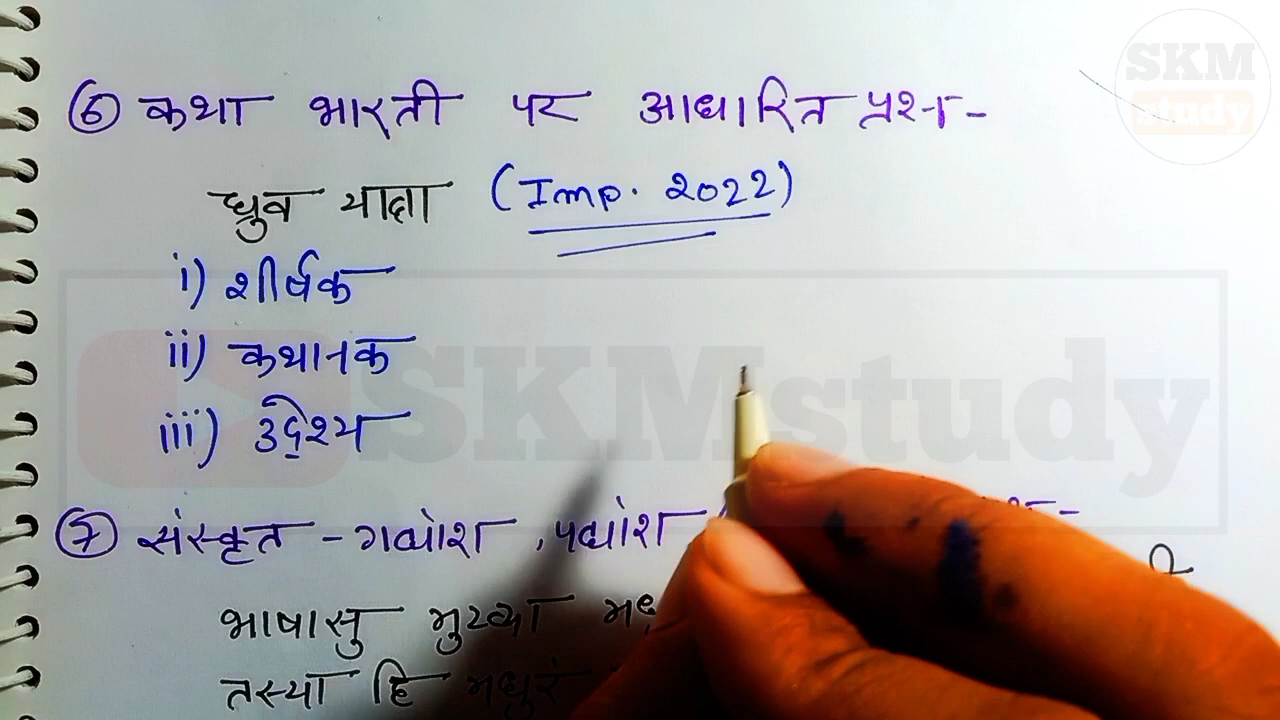 SKM
study
⑥ कथा भारती पर आधारित प्रश्न-
ध्रुव यात्रा (Imp. 2022)
i) शीर्षक
ii) कथानक
iii) उद्देश्य
SKMstudy
⑦ संस्कृत - गद्यांश, पद्यांश
भाषासु मुख्या
तस्या हि मधुरं